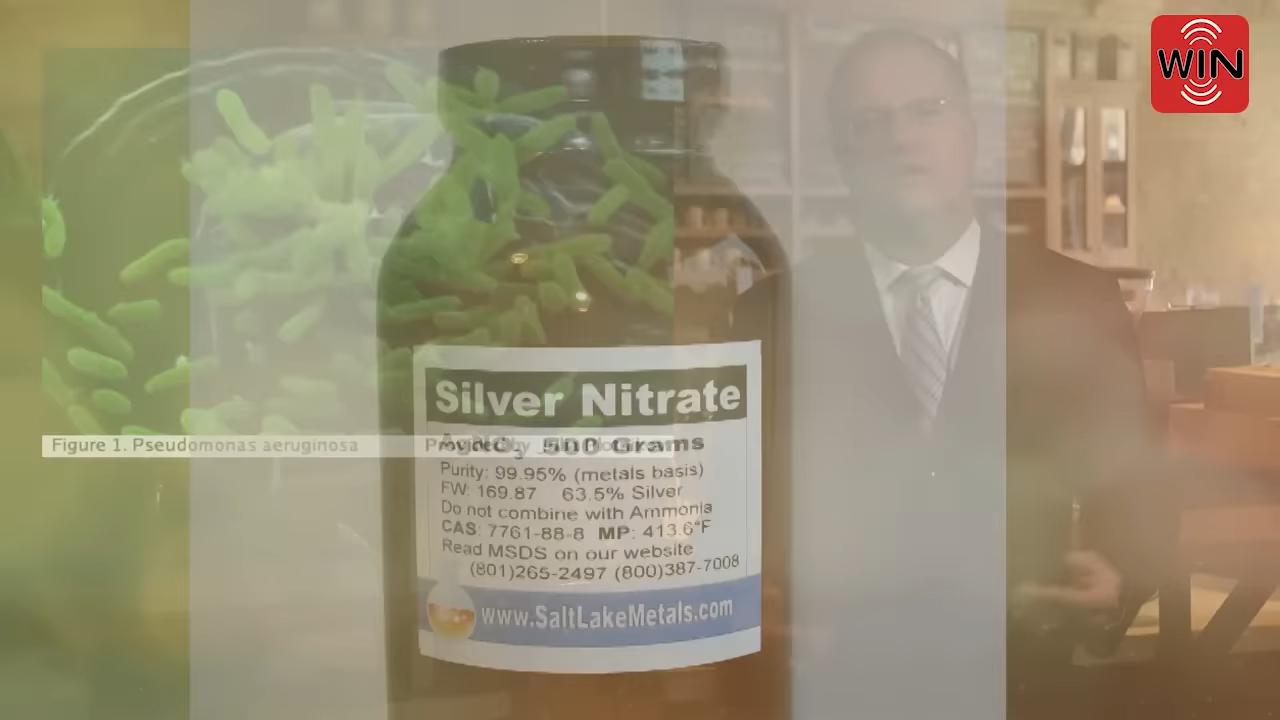 WIN
Silver Nitrate
Figure 1. Pseudomonas aeruginosa
500 Grams
Purity: 99.95% (metals basis)
FW: 169.87 63.5% Silver
Do not combine with Ammonia
CAS: 7761-88-8 MP: 413.6°F
Read MSDS on our website
(801)265-2497 (800)387-7008
www.SaltLakeMetals.com